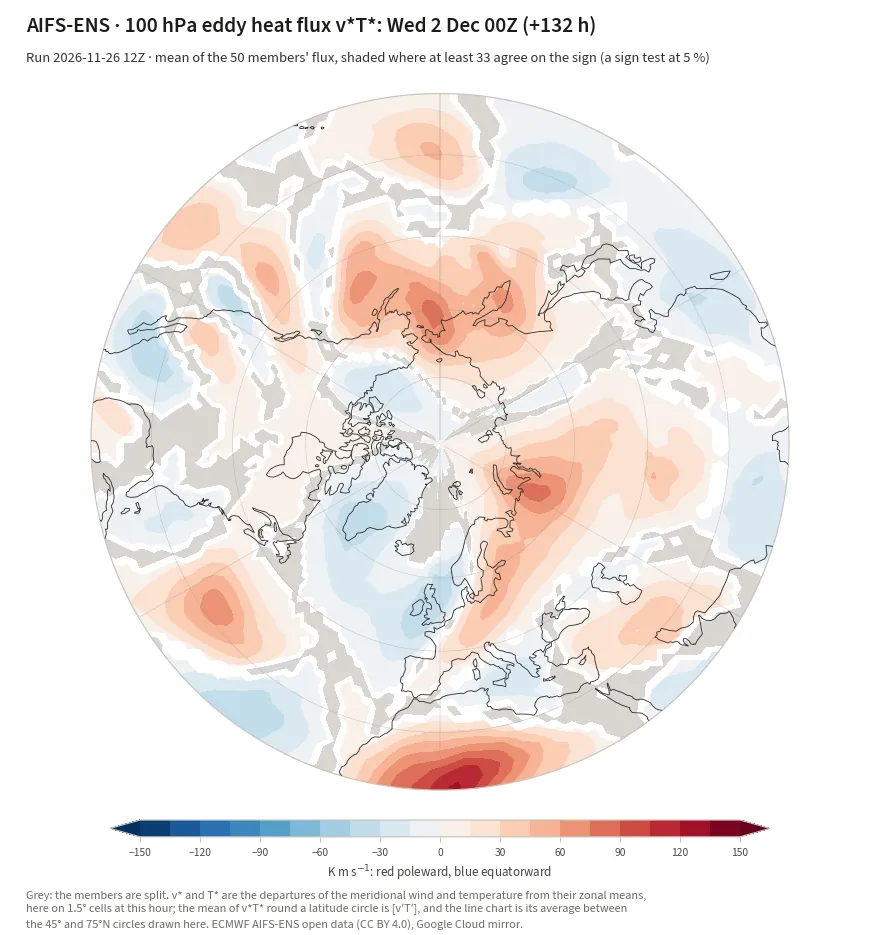 AIFS-ENS · 100 hPa eddy heat flux v*T*: Wed 2 Dec 00Z (+132 h)
Run 2026-11-26 12Z · mean of the 50 members' flux, shaded where at least 33 agree on the sign (a sign test at 5 %)
−150 −120 −90 −60 −30 0 30 60 90 120 150
K m s⁻¹: red poleward, blue equatorward
Grey: the members are split. v* and T* are the departures of the meridional wind and temperature from their zonal means,
here on 1.5° cells at this hour; the mean of v*T* round a latitude circle is [v′T′], and the line chart is its average between
the 45° and 75°N circles drawn here. ECMWF AIFS-ENS open data (CC BY 4.0), Google Cloud mirror.